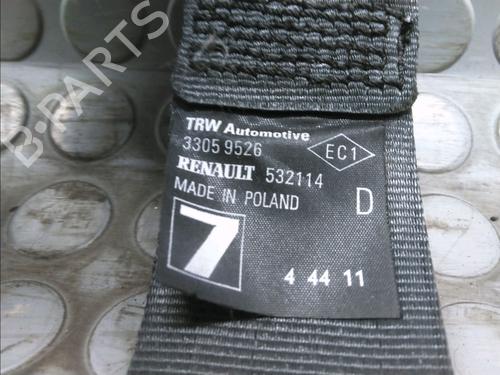 B-PARTS
TRW Automotive
3305 9526
EC1
RENAULT 532114
MADE IN POLAND
D
7
4 44 11